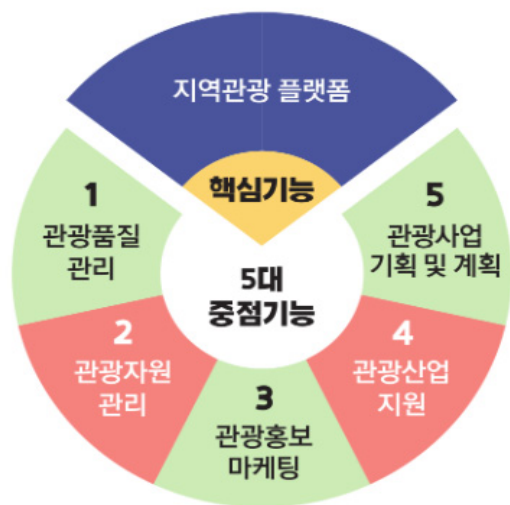 지역관광 플랫폼
핵심기능
5대
중점기능
1
관광품질
관리
2
관광자원
관리
3
관광홍보
마케팅
4
관광산업
지원
5
관광사업
기획 및 계획